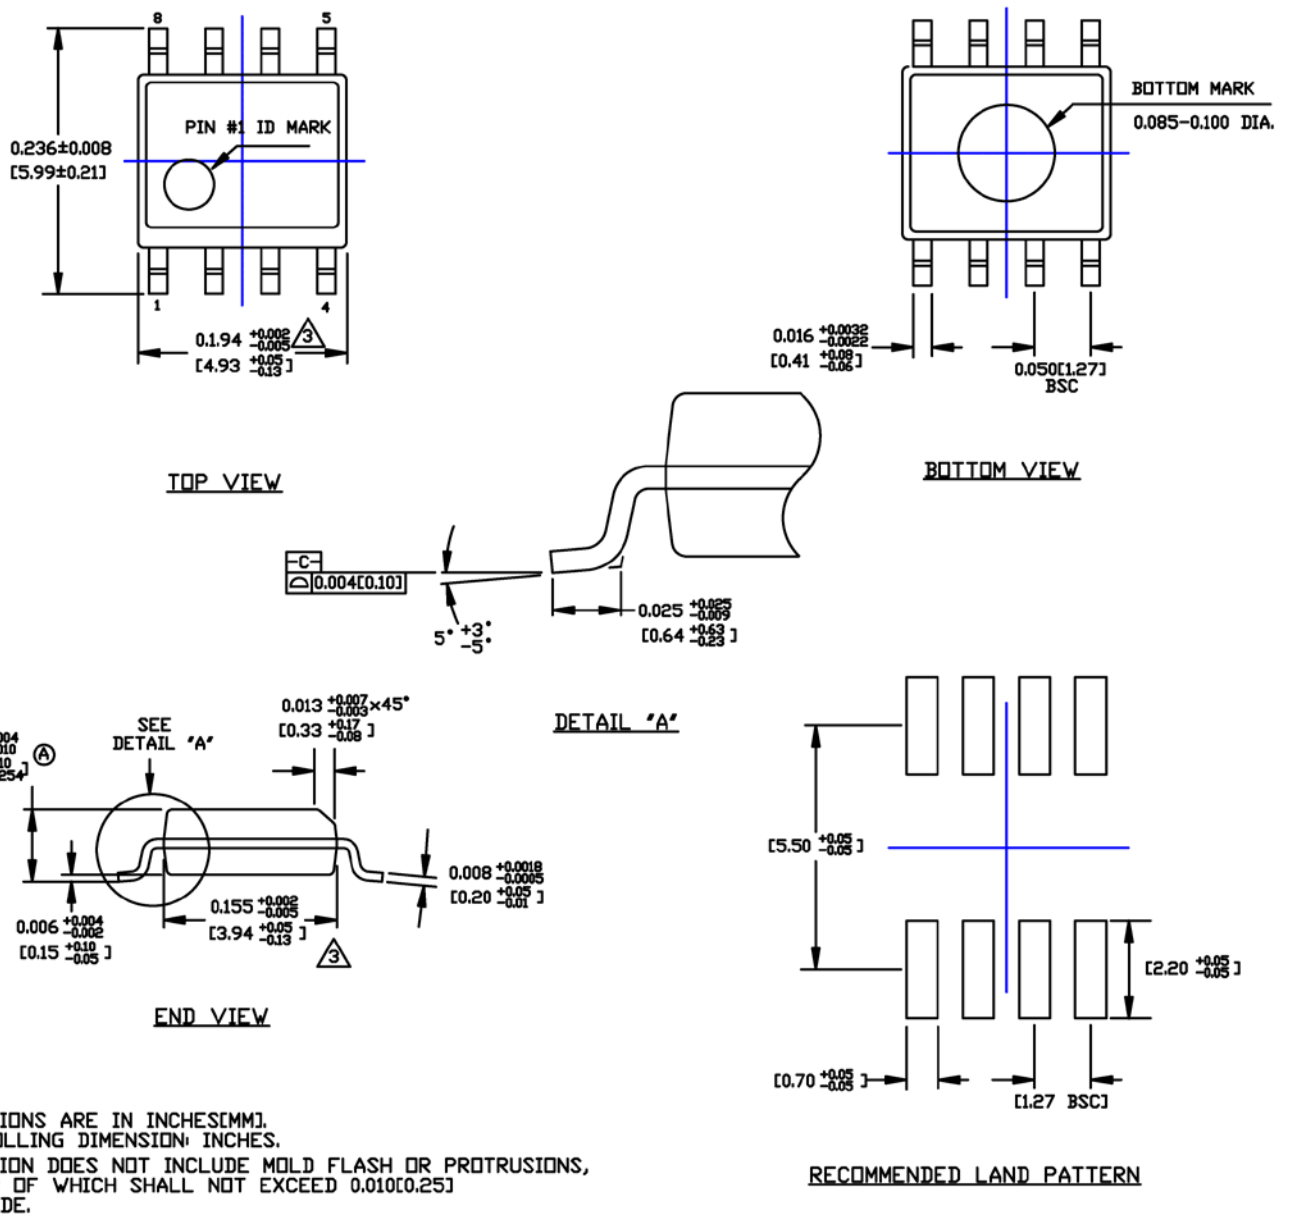 8 5
PIN #1 ID MARK
0.236±0.008
[5.99±0.21]
1 4
0.1.94 +0.002 -0.005 3
[4.93 +0.05 -0.13 ]
TOP VIEW
BOTTOM MARK
0.085-0.100 DIA.
0.016 +0.0032 -0.0022
[0.41 +0.08 -0.06 ]
0.050[1.27]
BSC
BOTTOM VIEW
-C-
0.004[0.10]
5° +3° -5°
0.025 +0.025 -0.009
[0.64 +0.63 -0.23 ]
DETAIL "A"
SEE
DETAIL "A"
0.013 +0.007 -0.003 ×45°
[0.33 +0.17 -0.08 ]
004
010
10
254] A
0.006 +0.004 -0.002
[0.15 +0.10 -0.05 ]
0.155 +0.002 -0.005
[3.94 +0.05 -0.13 ]
3
0.008 +0.0018 -0.0005
[0.20 +0.05 -0.01 ]
END VIEW
[5.50 +0.05 -0.05 ]
[2.20 +0.05 -0.05 ]
[0.70 +0.05 -0.05 ]
[1.27 BSC]
RECOMMENDED LAND PATTERN
IONS ARE IN INCHES[MM].
OLLING DIMENSION: INCHES.
ION DOES NOT INCLUDE MOLD FLASH OR PROTRUSIONS,
OF WHICH SHALL NOT EXCEED 0.010[0.25]
DE.